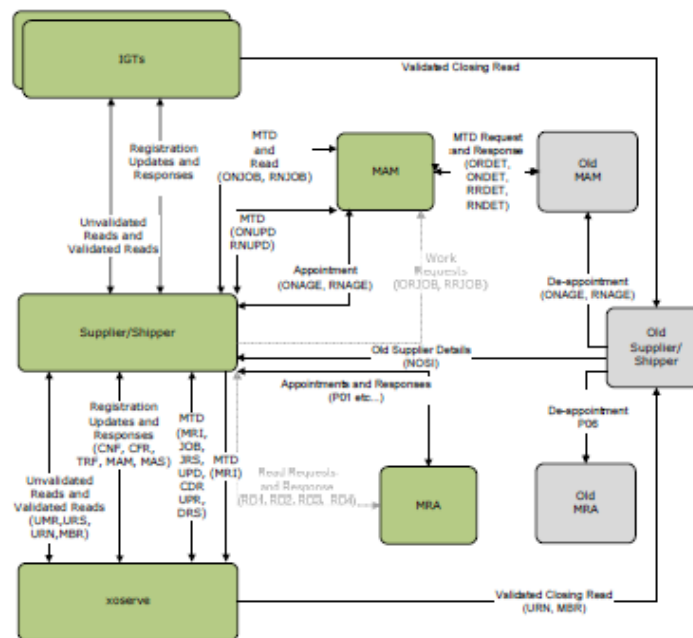 IGTs
Validated Closing Read
Registration
Updates and
Responses
MTD
and
Read
(ONJOB, RNJOB)
MAM
MTD Request
and Response
(ORDET,
ONDET,
RRDET,
RNDET)
Old
MAM
Unvalidated
Reads and
Validated Reads
MTD
(ONUPD
RNUPD)
Appointment
(ONAGE, RNAGE)
Work
Requests
(ORJOB, RRJOB)
De-appointment
(ONAGE, RNAGE)
Supplier/Shipper
Old Supplier Details
(NOSI)
Old
Supplier/
Shipper
Appointments and Responses
(P01 etc...)
Registration
Updates and
Responses
(CNF, CFR,
TRF, MAM, MAS)
MTD
(MRI,
JOB,
JRS,
UPD,
CDR
UPR,
DRS)
MTD
(MRI)
De-appointment
P06
Unvalidated
Reads and
Validated Reads
(UMR,URS,
URN,MBR)
Read Requests
and Response
(RD1, RD2, RD3, RD4)
MRA
Old
MRA
xoserve
Validated Closing Read
(URN, MBR)